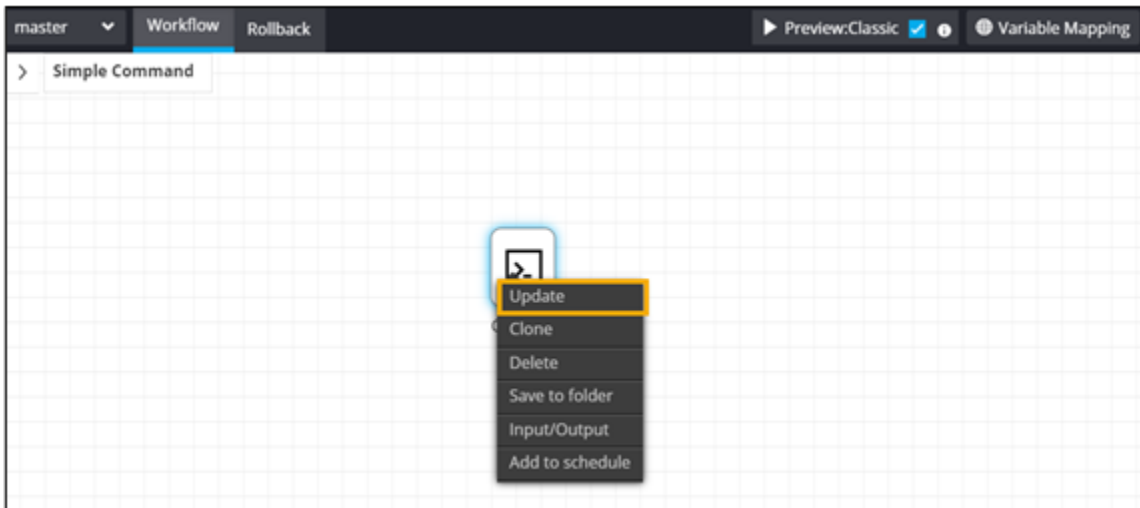 master
Workflow
Rollback
Preview:Classic
Variable Mapping
Simple Command
Update
Clone
Delete
Save to folder
Input/Output
Add to schedule